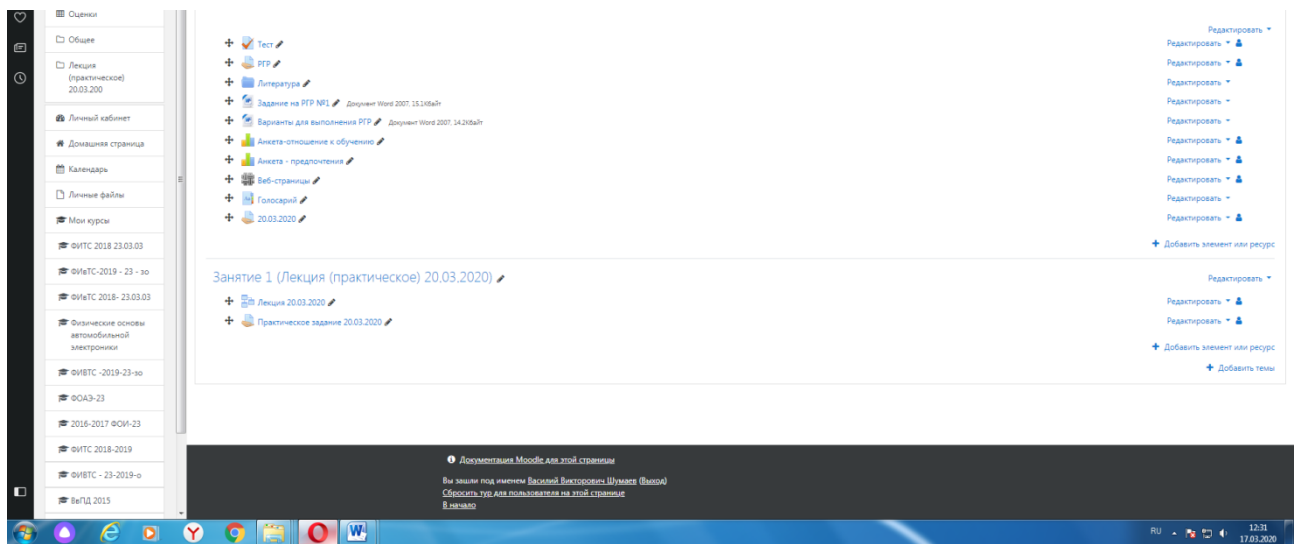 Оценки
Общее
Лекция
(практическое)
20.03.200
Личный кабинет
Домашняя страница
Календарь
Личные файлы
Мои курсы
ФИТС 2018 23.03.03
ФИвТС-2019 - 23 - зо
ФИвТС 2018- 23.03.03
Физические основы
автомобильной
электроники
ФИВТС -2019-23-зо
ФОАЭ-23
2016-2017 ФОИ-23
ФИТС 2018-2019
ФИВТС - 23-2019-о
ВвПД 2015
Редактировать
Тест Редактировать
РГР Редактировать
Литература Редактировать
Задание на РГР №1 Документ Word 2007, 15.1Кбайт Редактировать
Варианты для выполнения РГР Документ Word 2007, 14.2Кбайт Редактировать
Анкета-отношение к обучению Редактировать
Анкета - предпочтения Редактировать
Веб-страницы Редактировать
Голосарий Редактировать
20.03.2020 Редактировать
Добавить элемент или ресурс
Занятие 1 (Лекция (практическое) 20.03.2020) Редактировать
Лекция 20.03.2020 Редактировать
Практическое задание 20.03.2020 Редактировать
Добавить элемент или ресурс
Добавить темы
Документация Moodle для этой страницы
Вы зашли под именем Василий Викторович Шумаев (Выход)
Сбросить тур для пользователя на этой странице
В начало
RU 12:31
17.03.2020